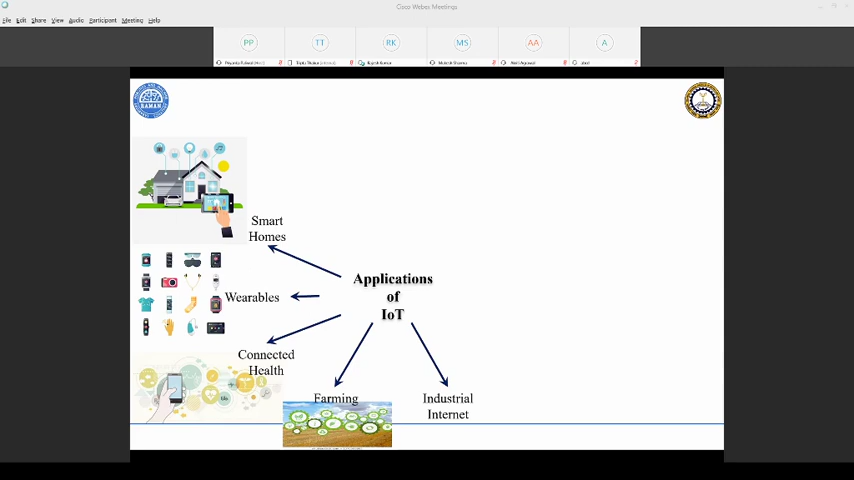 Cisco Webex Meetings
File Edit Share View Audio Participant Meeting Help
PP TT RK MS AA A
RAMAN
Smart
Homes
Wearables
Applications
of
IoT
Connected
Health
Farming
Industrial
Internet